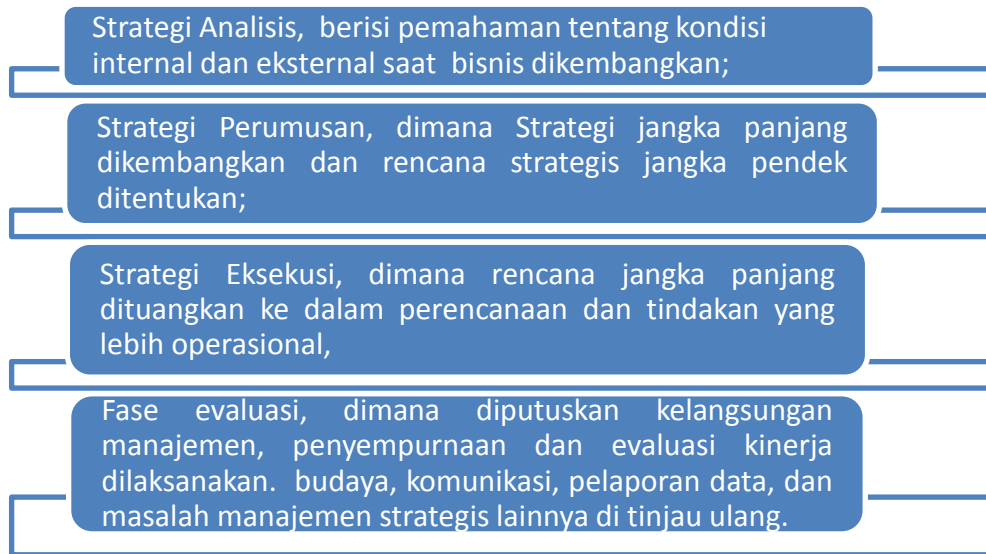 Strategi Analisis, berisi pemahaman tentang kondisi
internal dan eksternal saat bisnis dikembangkan;
Strategi Perumusan, dimana Strategi jangka panjang
dikembangkan dan rencana strategis jangka pendek
ditentukan;
Strategi Eksekusi, dimana rencana jangka panjang
dituangkan ke dalam perencanaan dan tindakan yang
lebih operasional,
Fase evaluasi, dimana diputuskan kelangsungan
manajemen, penyempurnaan dan evaluasi kinerja
dilaksanakan. budaya, komunikasi, pelaporan data, dan
masalah manajemen strategis lainnya di tinjau ulang.